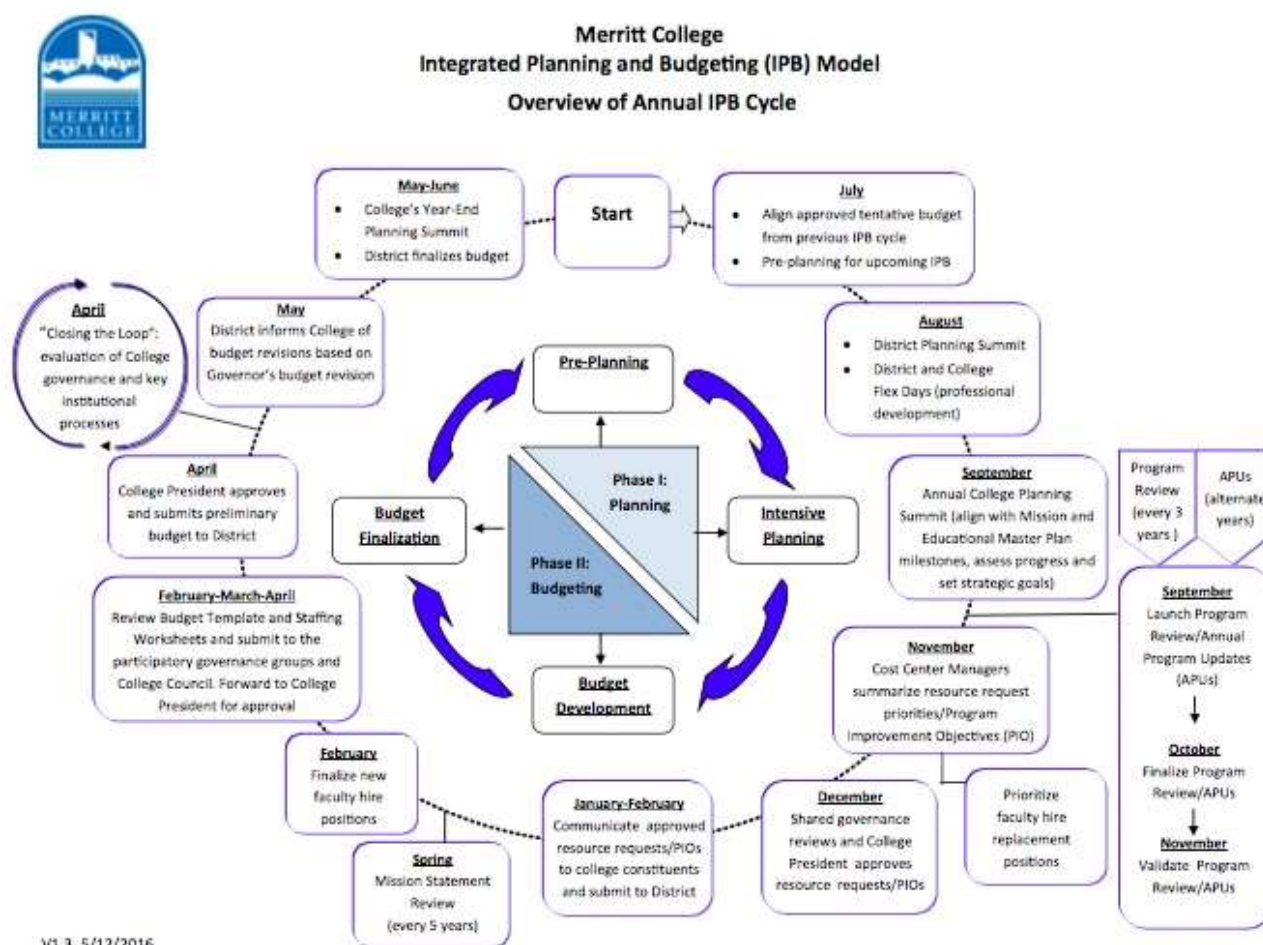 MERRITT
COLLEGE
Merritt College
Integrated Planning and Budgeting (IPB) Model
Overview of Annual IPB Cycle
Start
July
• Align approved tentative budget
from previous IPB cycle
• Pre-planning for upcoming IPB
August
• District Planning Summit
• District and College
Flex Days (professional
development)
September
Annual College Planning
Summit (align with Mission and
Educational Master Plan
milestones, assess progress and
set strategic goals)
Program
Review
(every 3
years )
APUs
(alternate
years)
September
Launch Program
Review/Annual
Program Updates
(APUs)
October
Finalize Program
Review/APUs
November
Validate Program
Review/APUs
November
Cost Center Managers
summarize resource request
priorities/Program
Improvement Objectives (PIO)
Prioritize
faculty hire
replacement
positions
December
Shared governance
reviews and College
President approves
resource requests/PIOs
January-February
Communicate approved
resource requests/PIOs
to college constituents
and submit to District
Spring
Mission Statement
Review
(every 5 years)
February
Finalize new
faculty hire
positions
February-March-April
Review Budget Template and Staffing
Worksheets and submit to the
participatory governance groups and
College Council. Forward to College
President for approval
April
College President approves
and submits preliminary
budget to District
April
"Closing the Loop":
evaluation of College
governance and key
institutional
processes
May
District informs College of
budget revisions based on
Governor's budget revision
May-June
• College's Year-End
Planning Summit
• District finalizes budget
Pre-Planning
Phase I:
Planning
Intensive
Planning
Phase II:
Budgeting
Budget
Development
Budget
Finalization
V1.3 5/12/2016